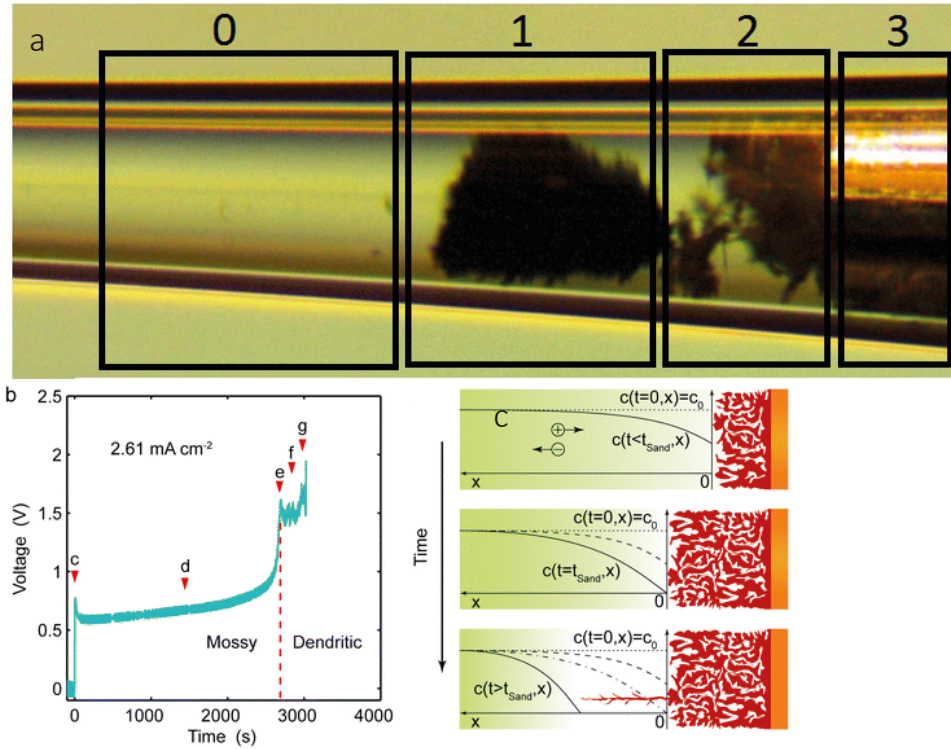 a
0 1 2 3
b
2.5
2.0
1.5
1.0
0.5
0
Voltage (V)
2.61 mA cm⁻²
c
d
e
f
g
Mossy Dendritic
0 1000 2000 3000 4000
Time (s)
Time
C
c(t=0,x)=c₀
+
−
c(t<t_Sand,x)
x
0
c(t=0,x)=c₀
c(t=t_Sand,x)
x
0
c(t=0,x)=c₀
c(t>t_Sand,x)
x
0